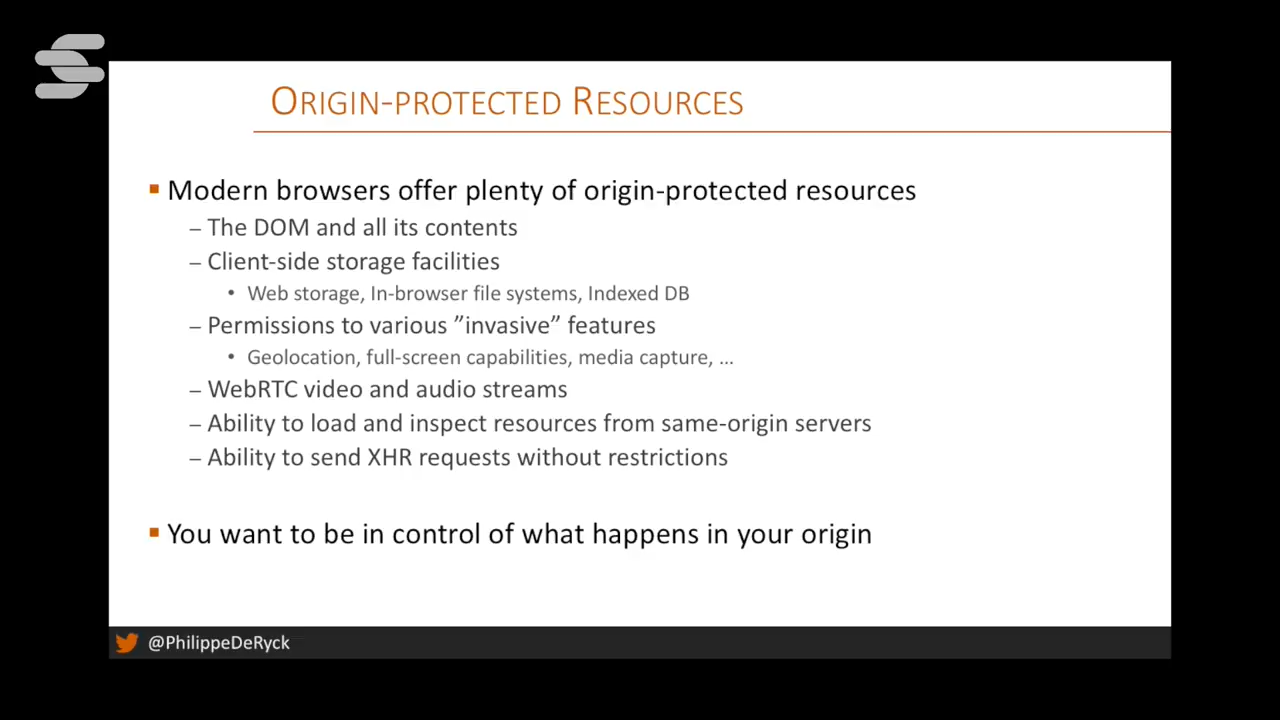 ORIGIN-PROTECTED RESOURCES
▪ Modern browsers offer plenty of origin-protected resources
– The DOM and all its contents
– Client-side storage facilities
• Web storage, In-browser file systems, Indexed DB
– Permissions to various ”invasive” features
• Geolocation, full-screen capabilities, media capture, …
– WebRTC video and audio streams
– Ability to load and inspect resources from same-origin servers
– Ability to send XHR requests without restrictions
▪ You want to be in control of what happens in your origin
@PhilippeDeRyck